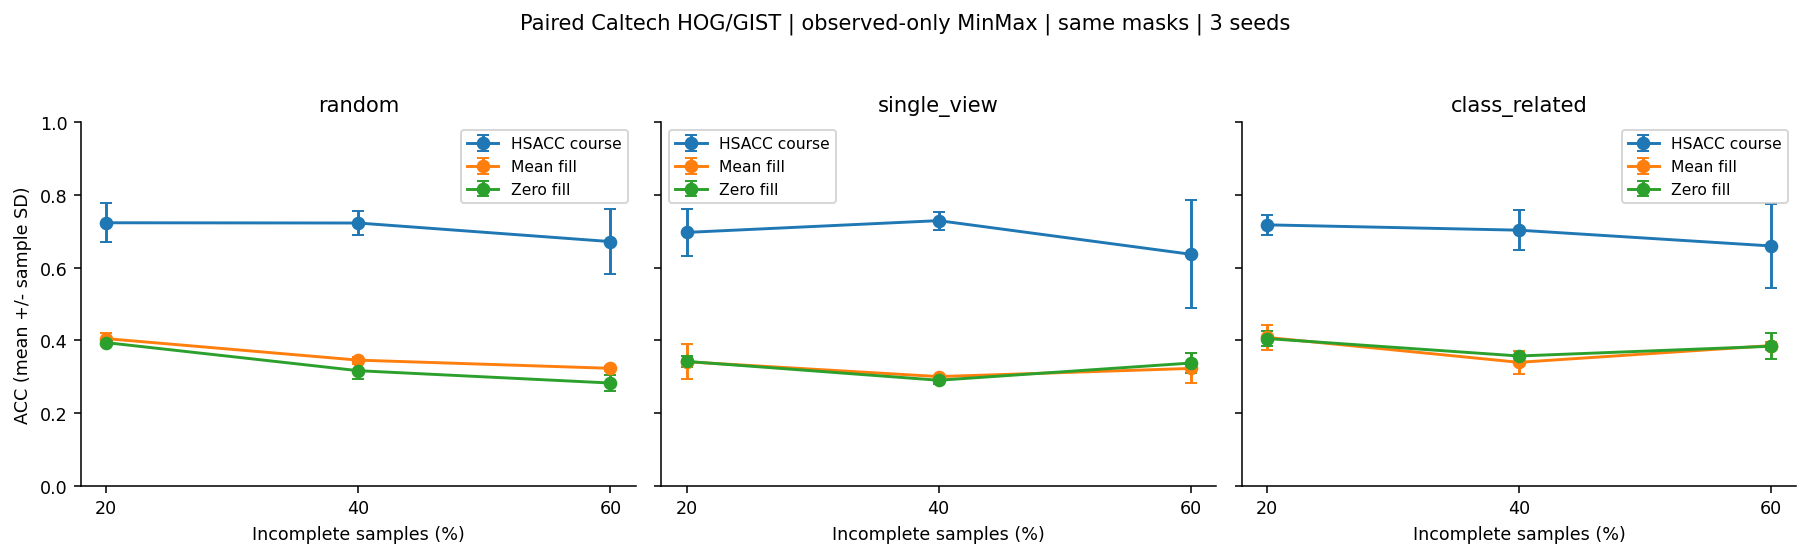 Paired Caltech HOG/GIST | observed-only MinMax | same masks | 3 seeds
random
single_view
class_related
ACC (mean +/- sample SD)
1.0
0.8
0.6
0.4
0.2
0.0
HSACC course
Mean fill
Zero fill
20
40
60
Incomplete samples (%)
HSACC course
Mean fill
Zero fill
20
40
60
Incomplete samples (%)
HSACC course
Mean fill
Zero fill
20
40
60
Incomplete samples (%)